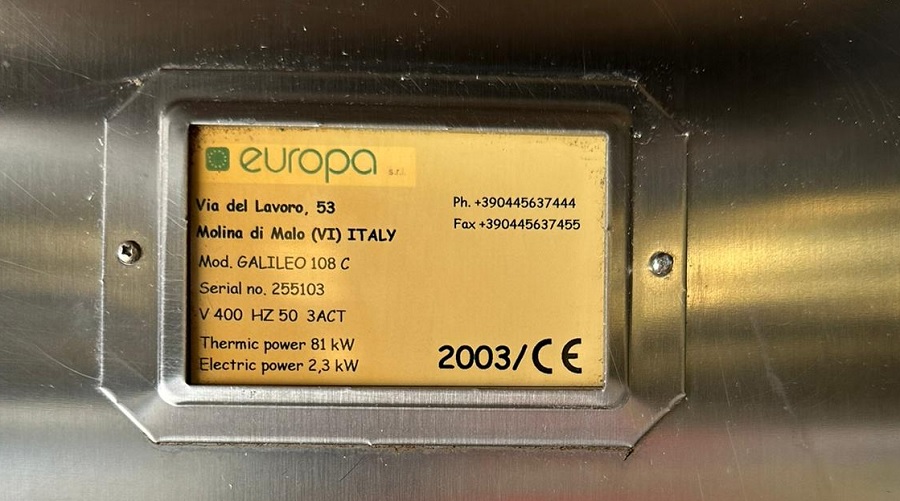 europa s.r.l.
Via del Lavoro, 53
Molina di Malo (VI) ITALY
Ph. +390445637444
Fax +390445637455
Mod. GALILEO 108 C
Serial no. 255103
V 400 HZ 50 3ACT
Thermic power 81 kW
Electric power 2,3 kW
2003/CE